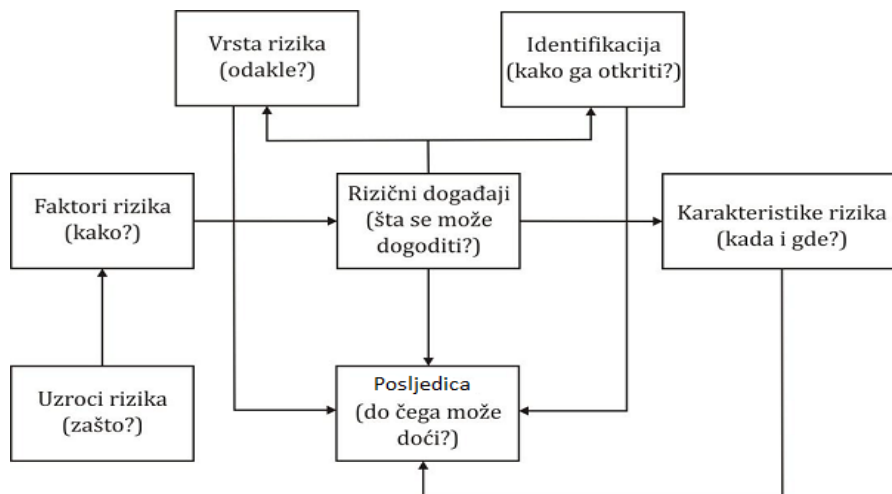 Vrsta rizika
(odakle?)
Identifikacija
(kako ga otkriti?)
Faktori rizika
(kako?)
Rizični događaji
(šta se može
dogoditi?)
Karakteristike rizika
(kada i gde?)
Uzroci rizika
(zašto?)
Posljedica
(do čega može
doći?)